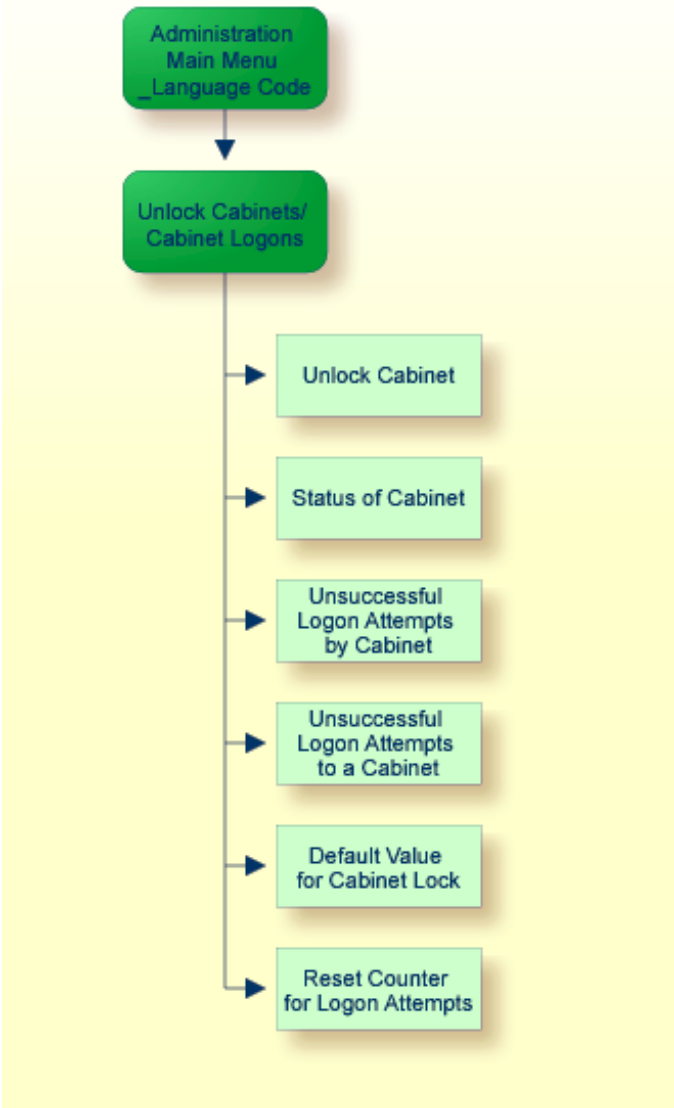 Administration
Main Menu
_Language Code
Unlock Cabinets/
Cabinet Logons
Unlock Cabinet
Status of Cabinet
Unsuccessful
Logon Attempts
by Cabinet
Unsuccessful
Logon Attempts
to a Cabinet
Default Value
for Cabinet Lock
Reset Counter
for Logon Attempts